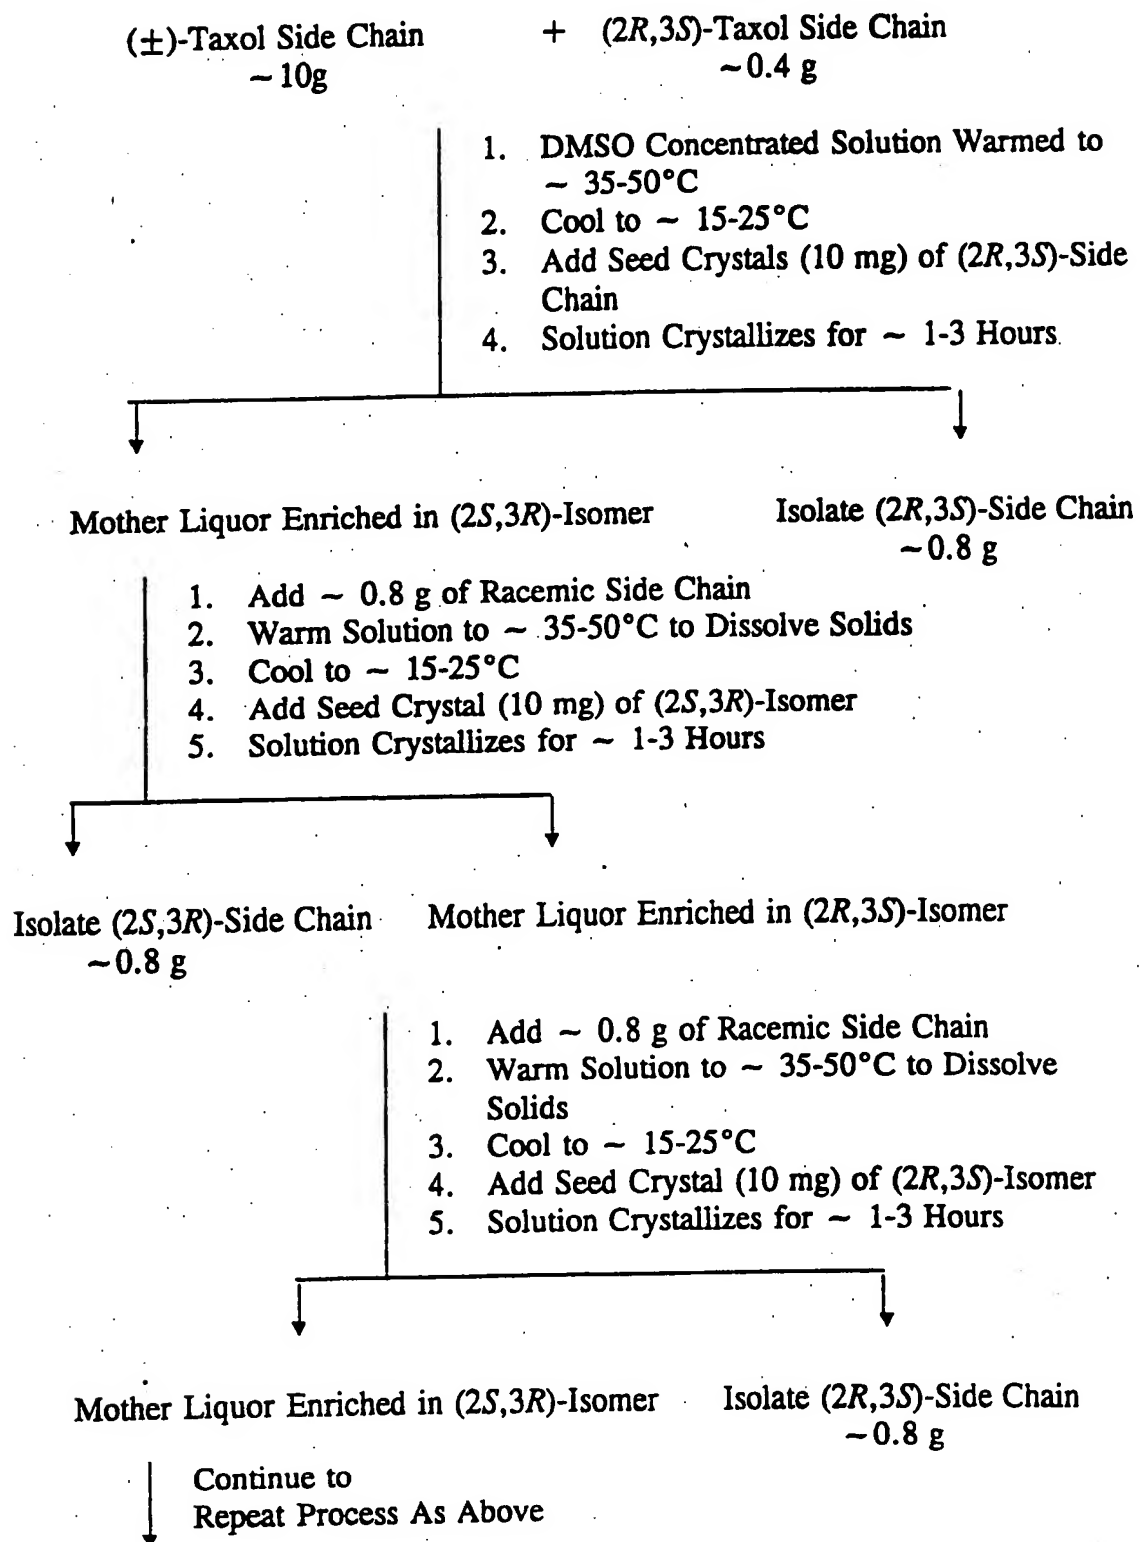 (±)-Taxol Side Chain + (2R,3S)-Taxol Side Chain
~ 10g ~0.4 g
1. DMSO Concentrated Solution Warmed to
~ 35-50°C
2. Cool to ~ 15-25°C
3. Add Seed Crystals (10 mg) of (2R,3S)-Side
Chain
4. Solution Crystallizes for ~ 1-3 Hours
Mother Liquor Enriched in (2S,3R)-Isomer Isolate (2R,3S)-Side Chain
~0.8 g
1. Add ~ 0.8 g of Racemic Side Chain
2. Warm Solution to ~ 35-50°C to Dissolve Solids
3. Cool to ~ 15-25°C
4. Add Seed Crystal (10 mg) of (2S,3R)-Isomer
5. Solution Crystallizes for ~ 1-3 Hours
Isolate (2S,3R)-Side Chain Mother Liquor Enriched in (2R,3S)-Isomer
~0.8 g
1. Add ~ 0.8 g of Racemic Side Chain
2. Warm Solution to ~ 35-50°C to Dissolve
Solids
3. Cool to ~ 15-25°C
4. Add Seed Crystal (10 mg) of (2R,3S)-Isomer
5. Solution Crystallizes for ~ 1-3 Hours
Mother Liquor Enriched in (2S,3R)-Isomer Isolate (2R,3S)-Side Chain
~0.8 g
Continue to
Repeat Process As Above